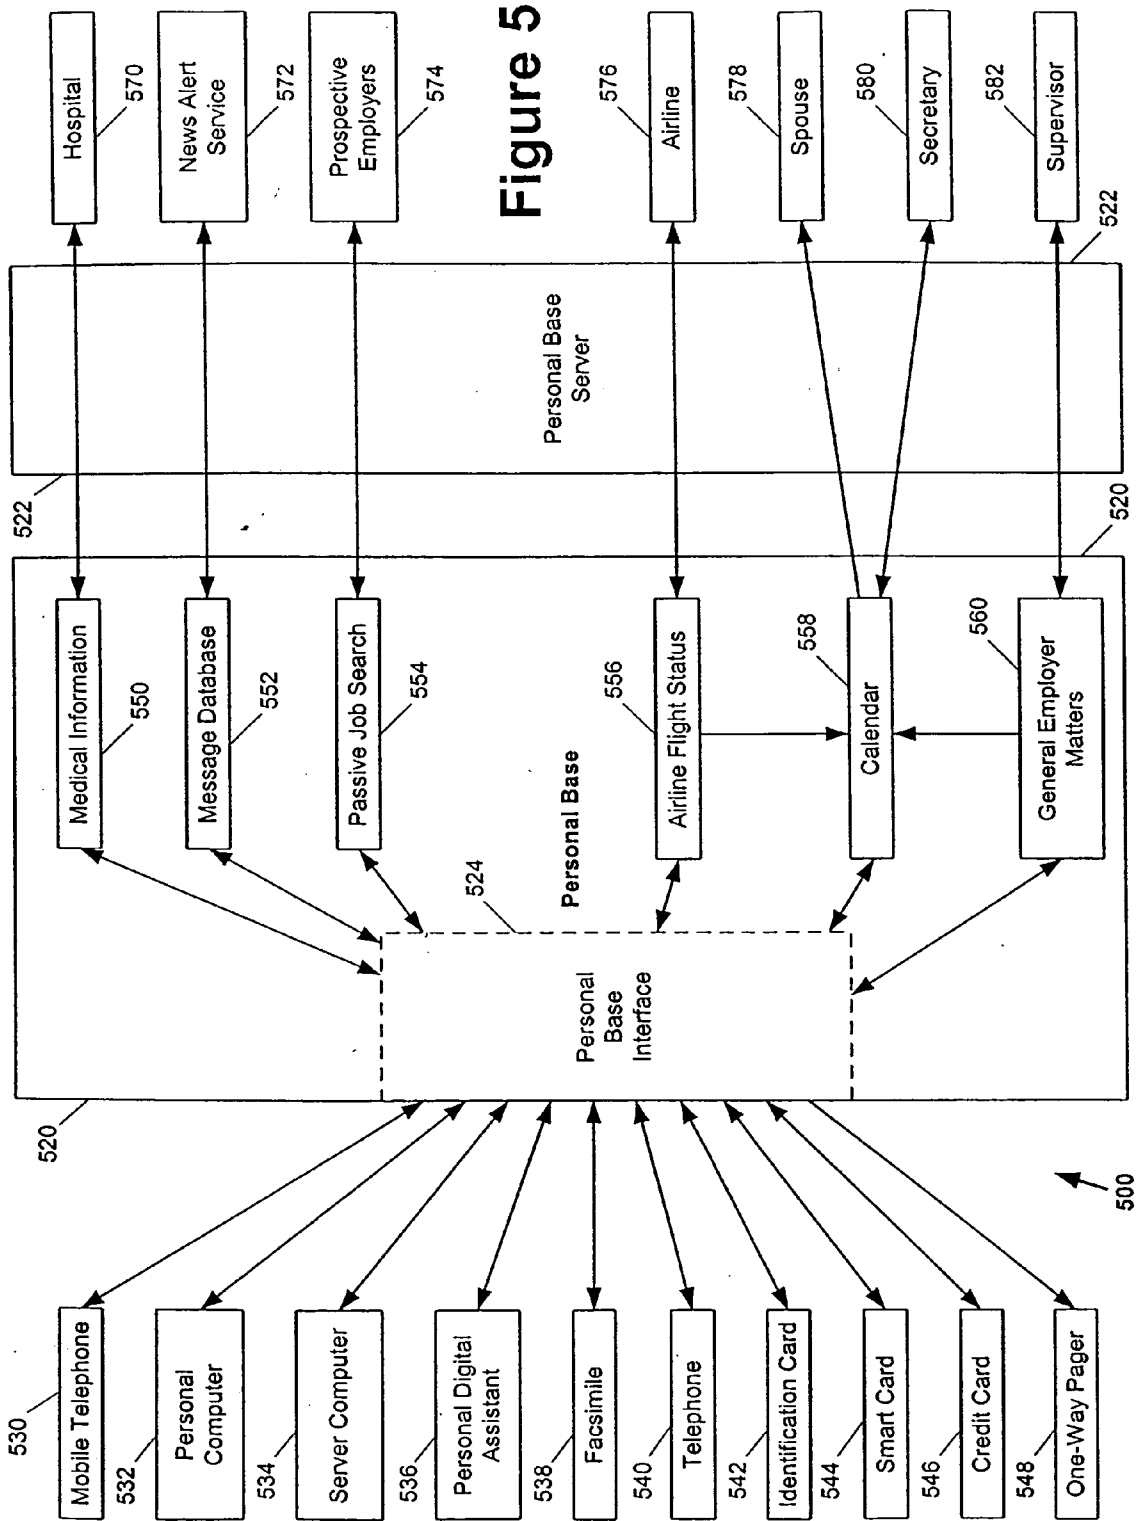 Mobile Telephone
530
Personal
Computer
532
Server Computer
534
Personal Digital
Assistant
536
Facsimile
538
Telephone
540
Identification Card
542
Smart Card
544
Credit Card
546
One-Way Pager
548
500
520
Personal
Base
Interface
524
Personal Base
Medical Information
550
Message Database
552
Passive Job Search
554
Airline Flight Status
556
Calendar
558
General Employer
Matters
560
520
522
Personal Base
Server
522
Hospital
570
News Alert
Service
572
Prospective
Employers
574
Figure 5
Airline
576
Spouse
578
Secretary
580
Supervisor
582